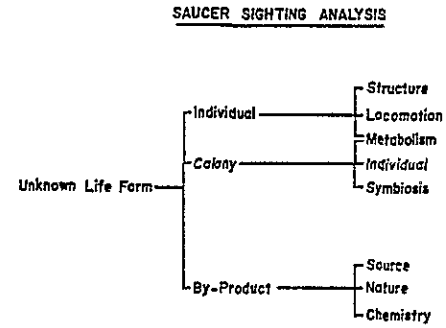 SAUCER SIGHTING ANALYSIS
Structure
Individual
Locomotion
Metabolism
Colony
Individual
Unknown Life Form
Symbiosis
Source
By-Product
Nature
Chemistry